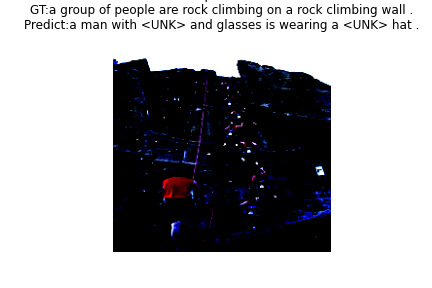 GT:a group of people are rock climbing on a rock climbing wall .
Predict:a man with <UNK> and glasses is wearing a <UNK> hat .